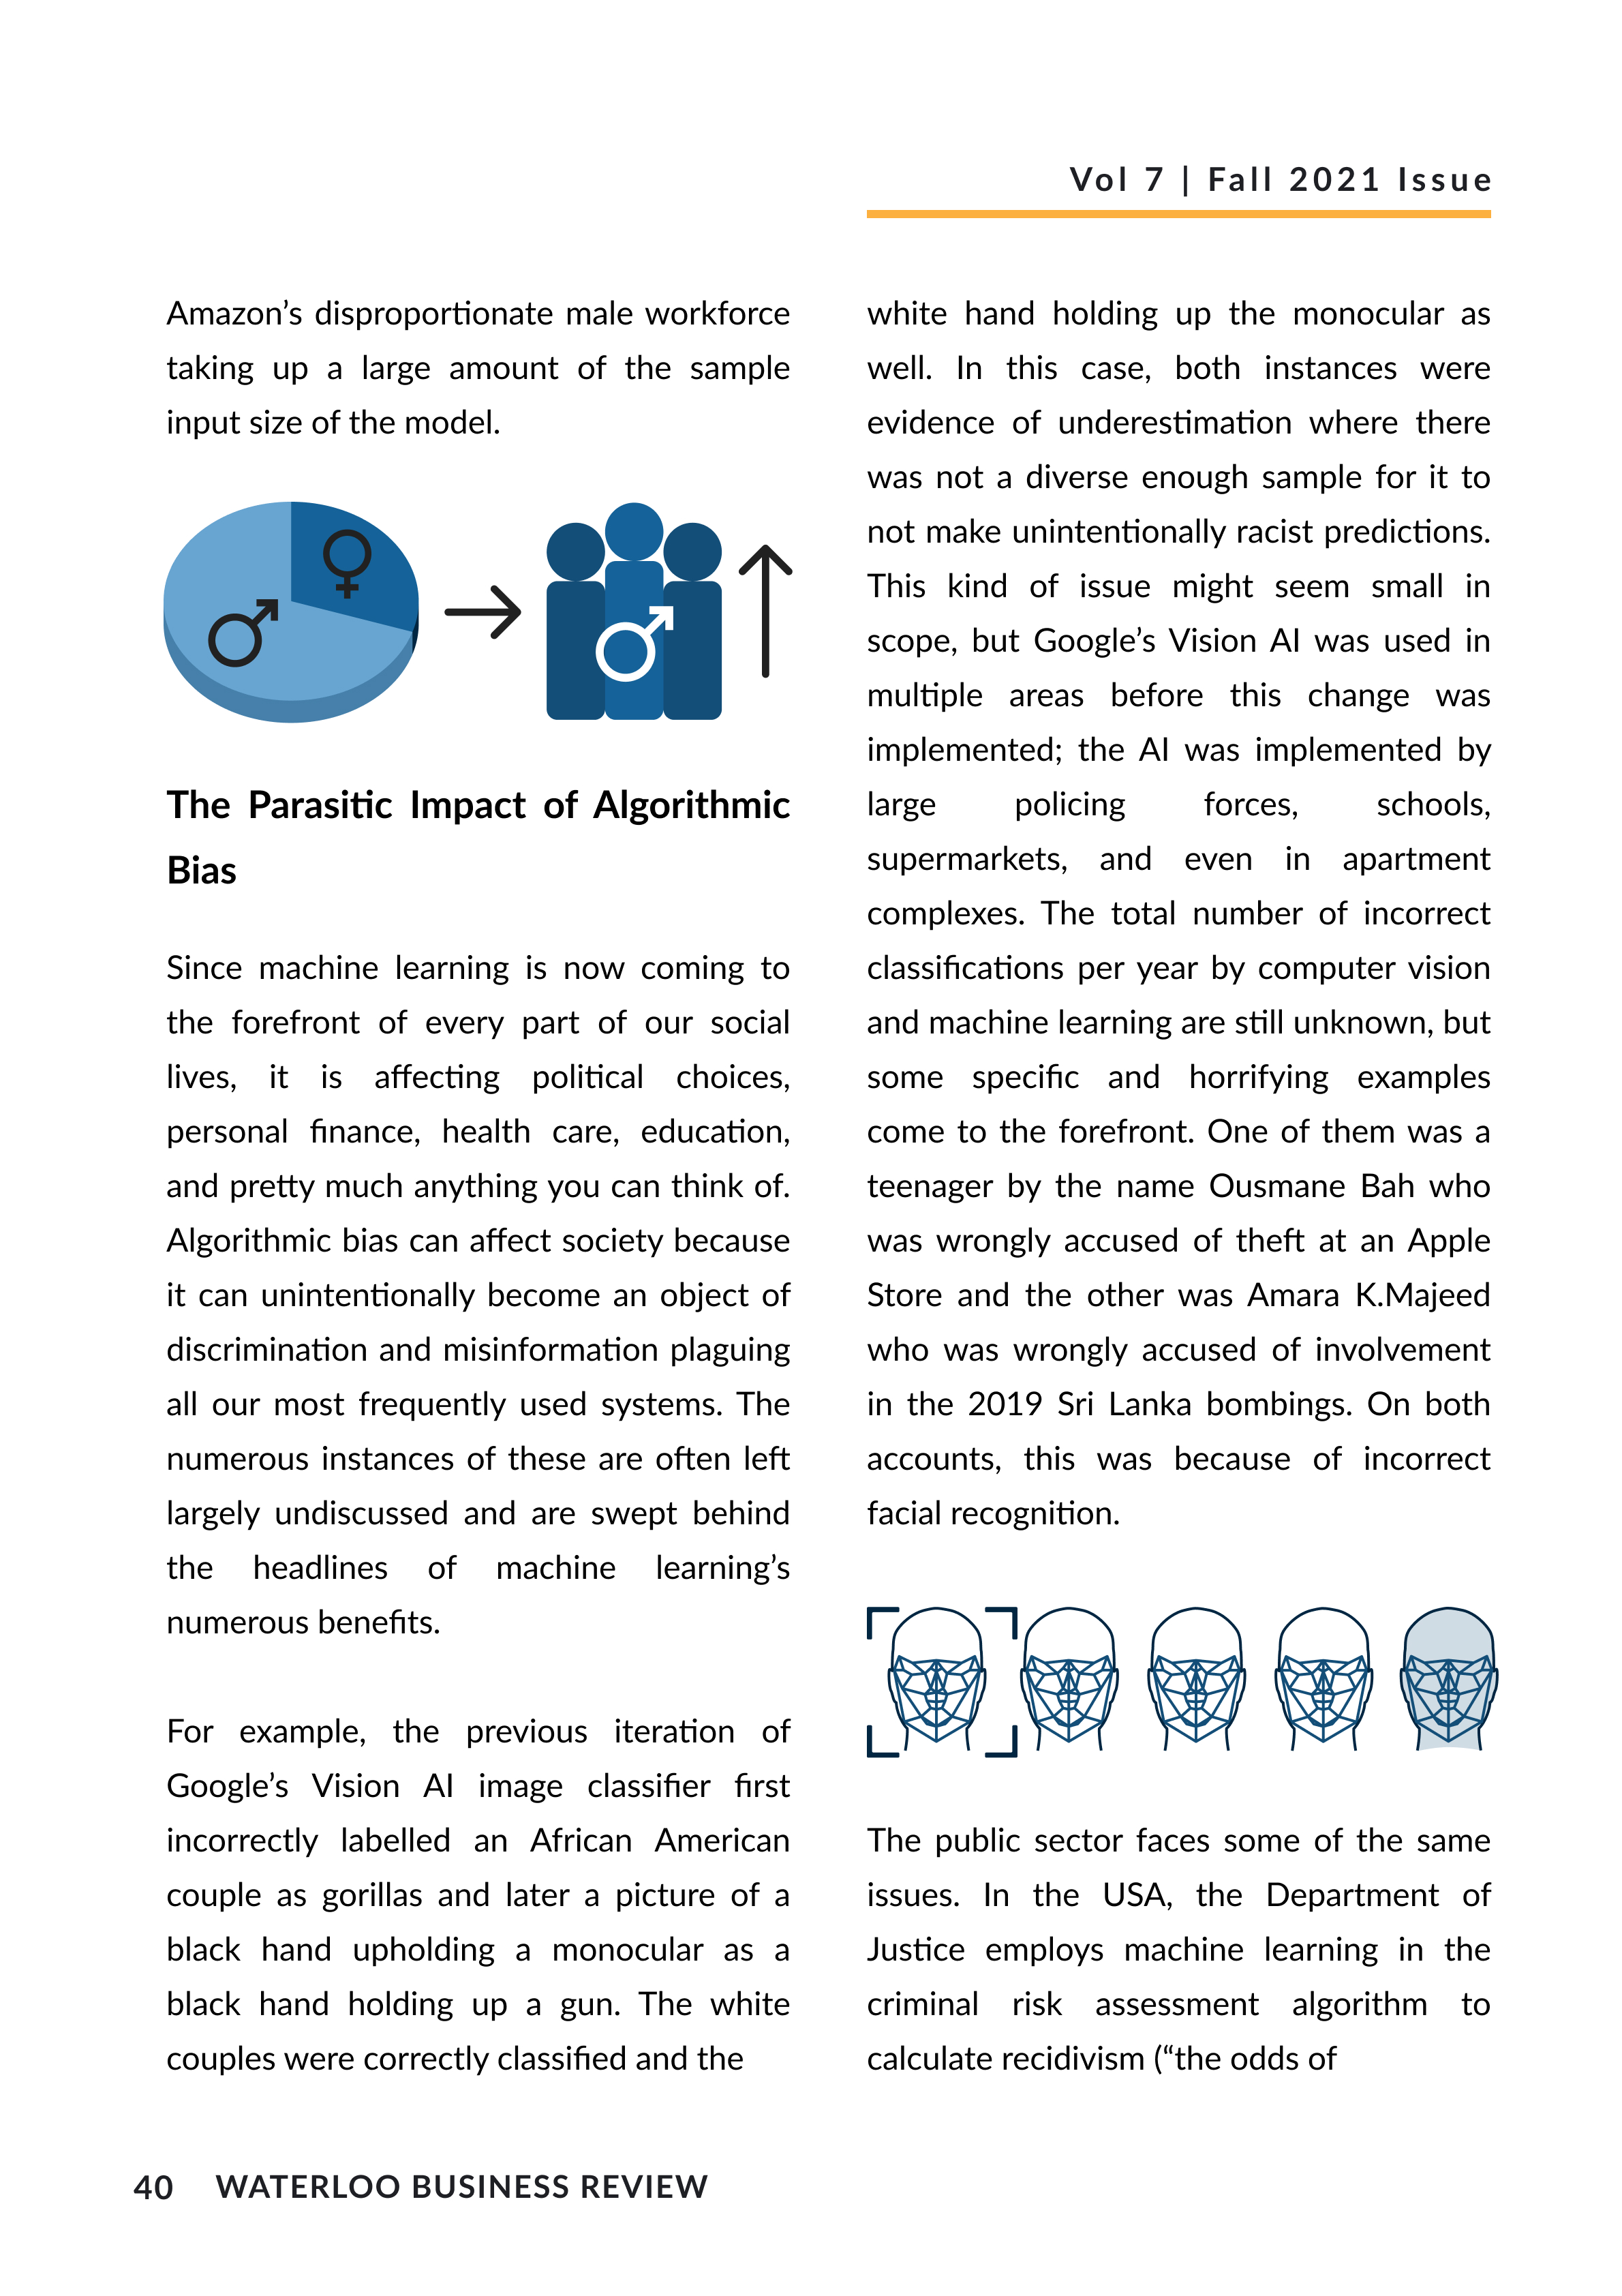 Vol 7 | Fall 2021 Issue
Amazon’s disproportionate male workforce
taking up a large amount of the sample
input size of the model.
The Parasitic Impact of Algorithmic
Bias
Since machine learning is now coming to
the forefront of every part of our social
lives, it is affecting political choices,
personal finance, health care, education,
and pretty much anything you can think of.
Algorithmic bias can affect society because
it can unintentionally become an object of
discrimination and misinformation plaguing
all our most frequently used systems. The
numerous instances of these are often left
largely undiscussed and are swept behind
the headlines of machine learning’s
numerous benefits.
For example, the previous iteration of
Google’s Vision AI image classifier first
incorrectly labelled an African American
couple as gorillas and later a picture of a
black hand upholding a monocular as a
black hand holding up a gun. The white
couples were correctly classified and the
white hand holding up the monocular as
well. In this case, both instances were
evidence of underestimation where there
was not a diverse enough sample for it to
not make unintentionally racist predictions.
This kind of issue might seem small in
scope, but Google’s Vision AI was used in
multiple areas before this change was
implemented; the AI was implemented by
large policing forces, schools,
supermarkets, and even in apartment
complexes. The total number of incorrect
classifications per year by computer vision
and machine learning are still unknown, but
some specific and horrifying examples
come to the forefront. One of them was a
teenager by the name Ousmane Bah who
was wrongly accused of theft at an Apple
Store and the other was Amara K.Majeed
who was wrongly accused of involvement
in the 2019 Sri Lanka bombings. On both
accounts, this was because of incorrect
facial recognition.
The public sector faces some of the same
issues. In the USA, the Department of
Justice employs machine learning in the
criminal risk assessment algorithm to
calculate recidivism (“the odds of
40 WATERLOO BUSINESS REVIEW